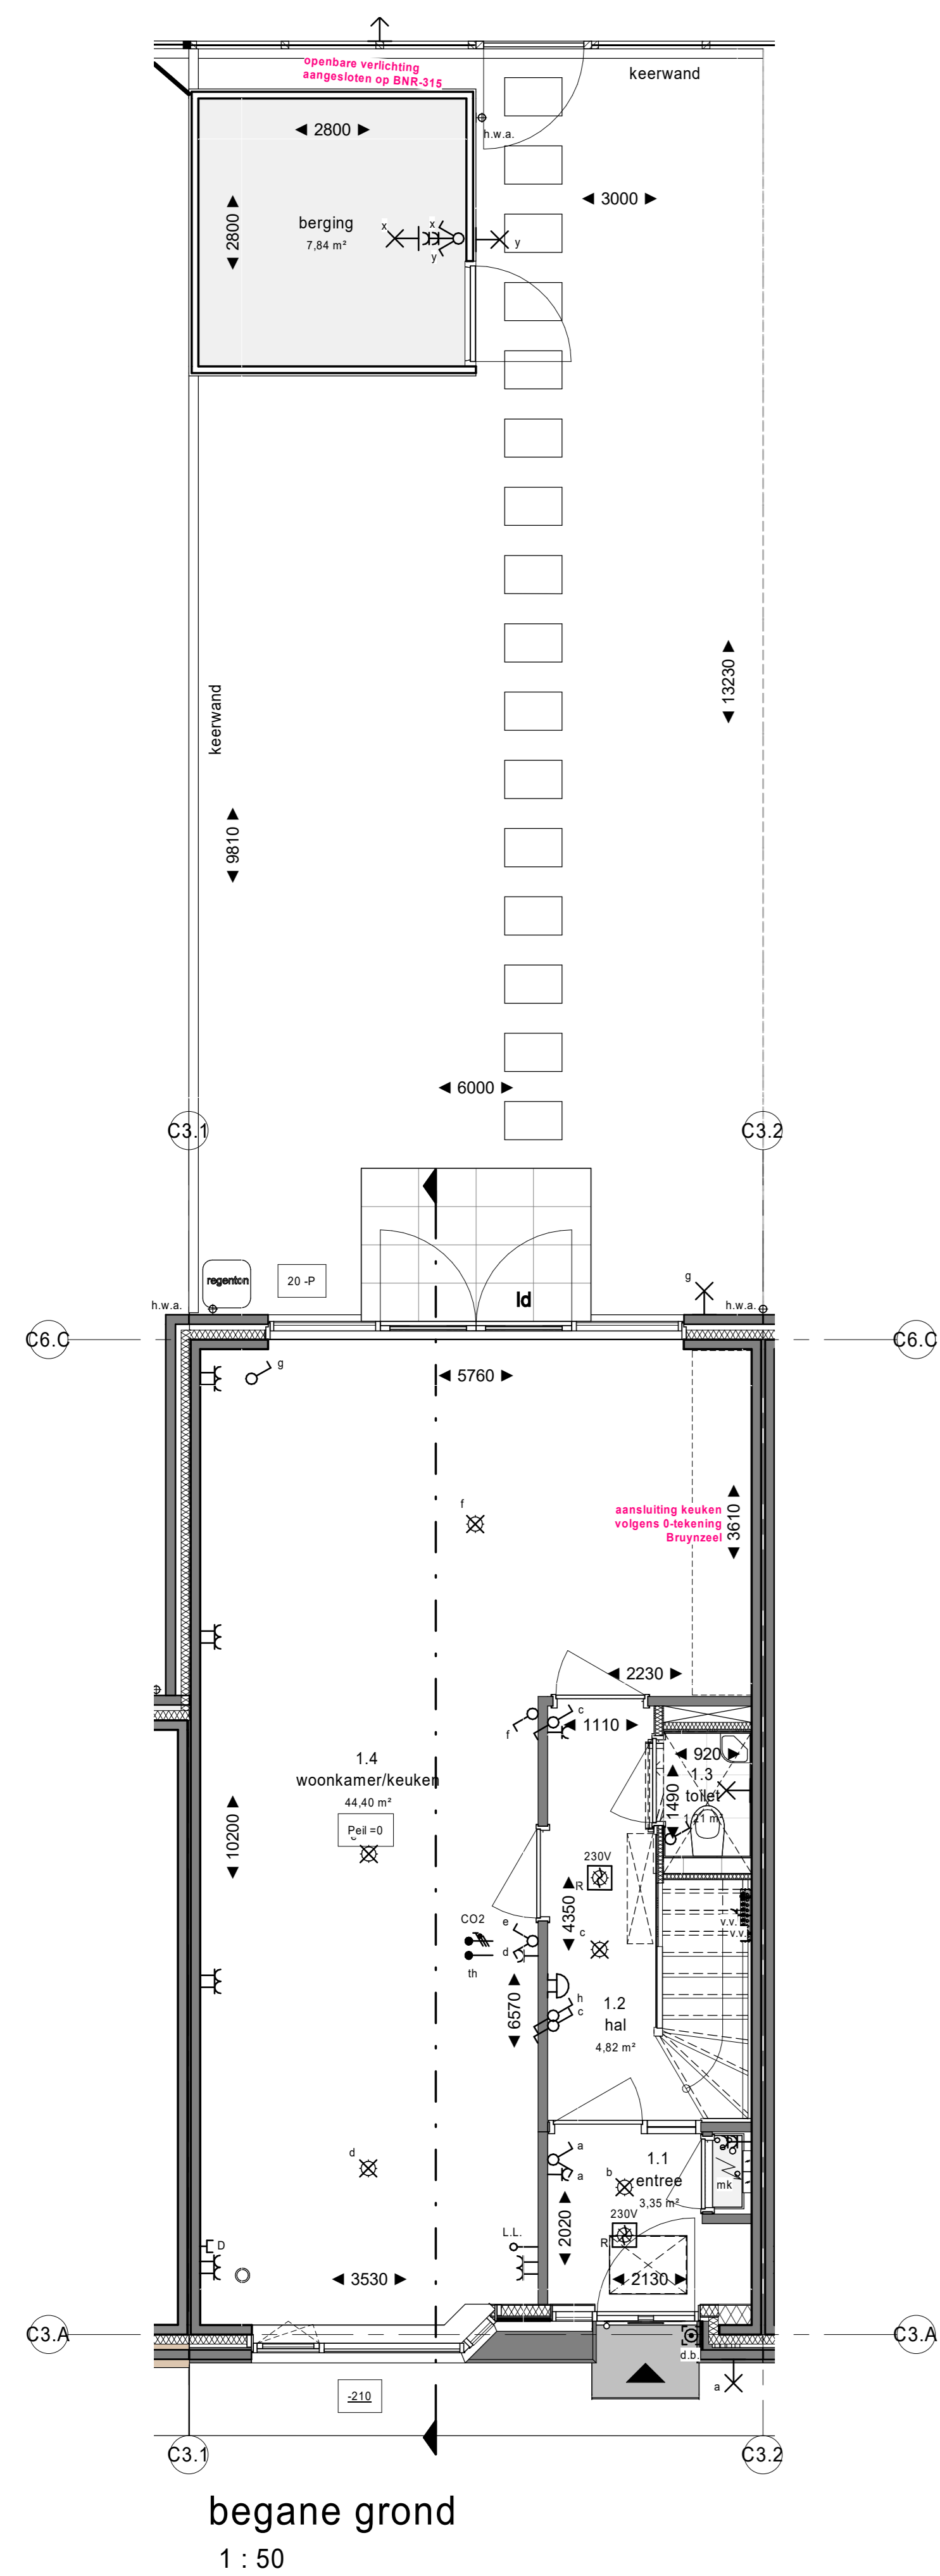 openbare verlichting
aangesloten op BNR-315
keerwand
h.w.a.
2800
3000
2800
berging
7,84 m²
x
x
y
y
keerwand
13230
9810
6000
C3.1
C3.2
regenton
20 -P
ld
g
h.w.a.
h.w.a.
C6.C
C6.C
g
5760
f
aansluiting keuken
volgens 0-tekening
Bruynzeel
3610
2230
c
f
1110
920
1.3
toilet
1,21 m²
1490
1.4
woonkamer/keuken
44,40 m²
Peil =0
10200
230V
R
4350
c
CO2
e
d
th
v.v.
v.v.
6570
h
c
1.2
hal
4,82 m²
d
a
a
b
1.1
entree
3,35 m²
mk
230V
R
2020
L.L.
D
3530
2130
C3.A
C3.A
d.b.
a
-210
C3.1
C3.2
begane grond
1 : 50